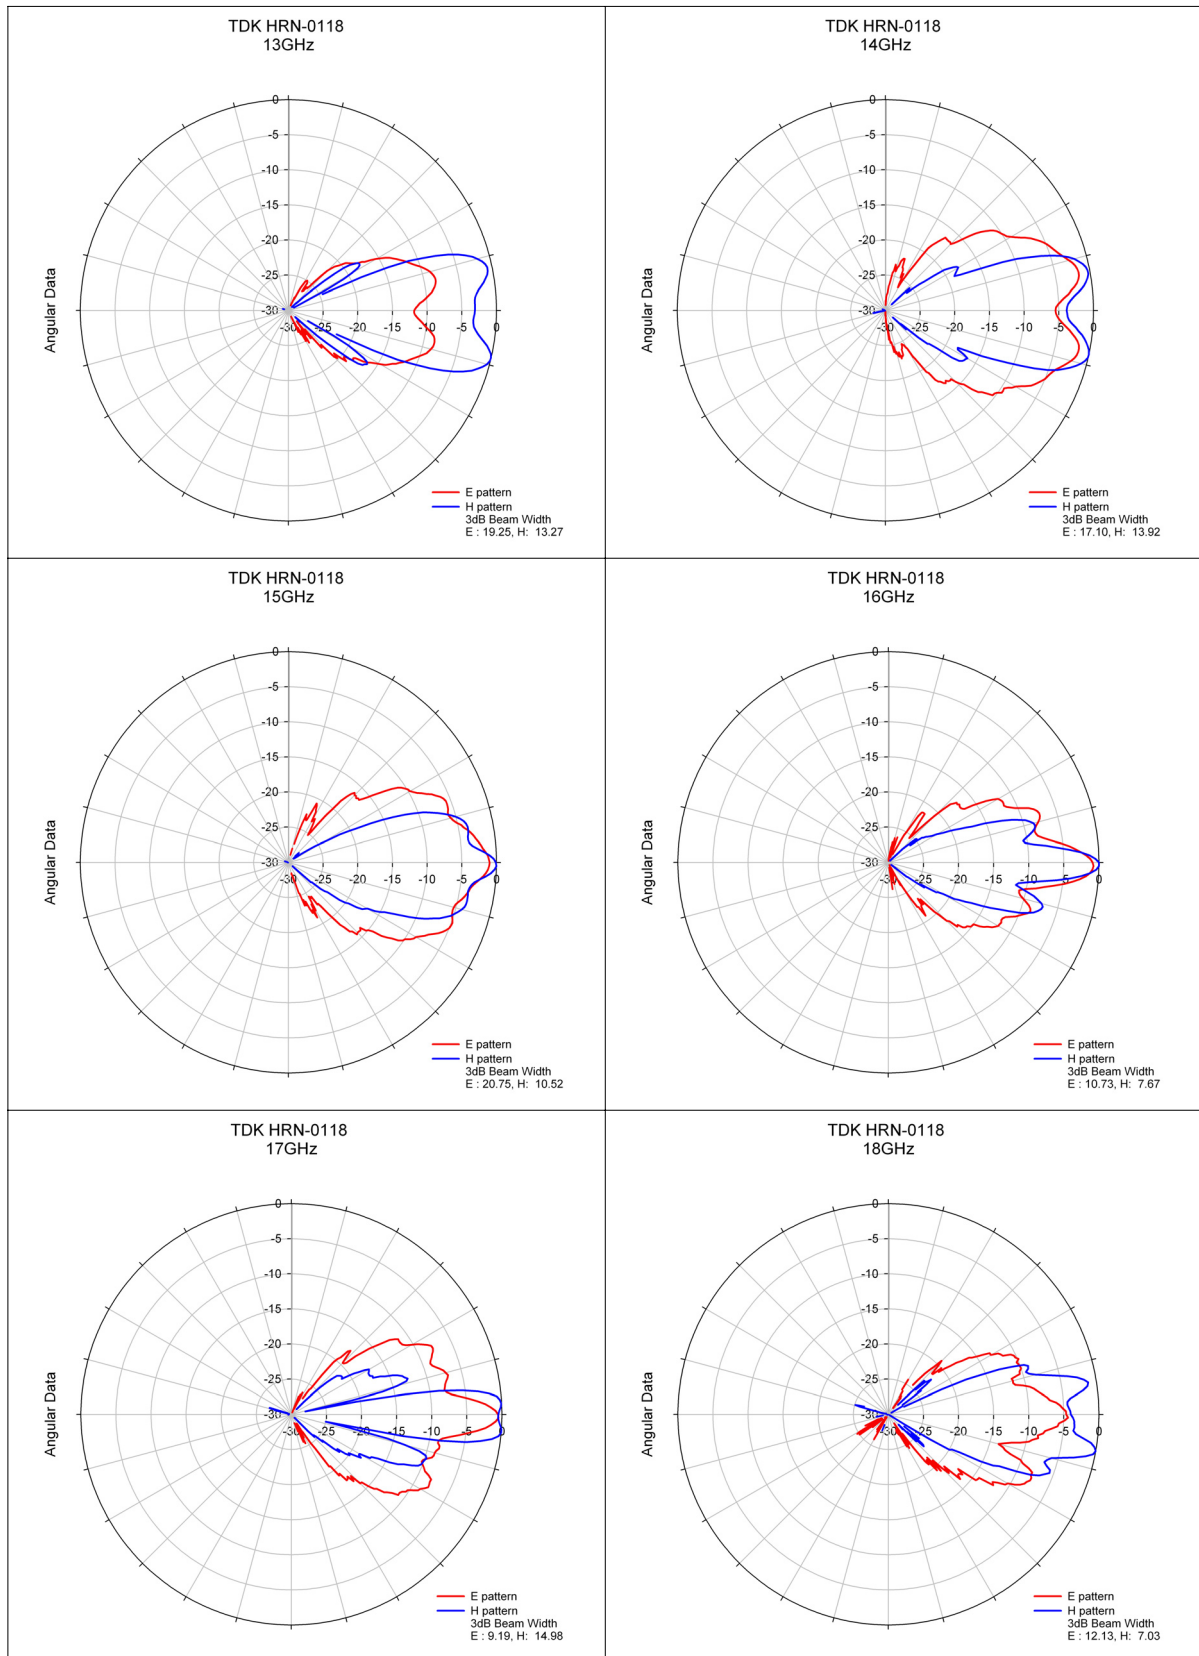 TDK HRN-0118
13GHz
0
-5
-10
-15
-20
-25
-30
-30 -25 -20 -15 -10 -5 0
Angular Data
E pattern
H pattern
3dB Beam Width
E : 19.25, H:  13.27
TDK HRN-0118
14GHz
0
-5
-10
-15
-20
-25
-30
-30 -25 -20 -15 -10 -5 0
Angular Data
E pattern
H pattern
3dB Beam Width
E : 17.10, H:  13.92
TDK HRN-0118
15GHz
0
-5
-10
-15
-20
-25
-30
-30 -25 -20 -15 -10 -5 0
Angular Data
E pattern
H pattern
3dB Beam Width
E : 20.75, H:  10.52
TDK HRN-0118
16GHz
0
-5
-10
-15
-20
-25
-30
-30 -25 -20 -15 -10 -5 0
Angular Data
E pattern
H pattern
3dB Beam Width
E : 10.73, H:  7.67
TDK HRN-0118
17GHz
0
-5
-10
-15
-20
-25
-30
-30 -25 -20 -15 -10 -5 0
Angular Data
E pattern
H pattern
3dB Beam Width
E : 9.19, H:  14.98
TDK HRN-0118
18GHz
0
-5
-10
-15
-20
-25
-30
-30 -25 -20 -15 -10 -5 0
Angular Data
E pattern
H pattern
3dB Beam Width
E : 12.13, H:  7.03